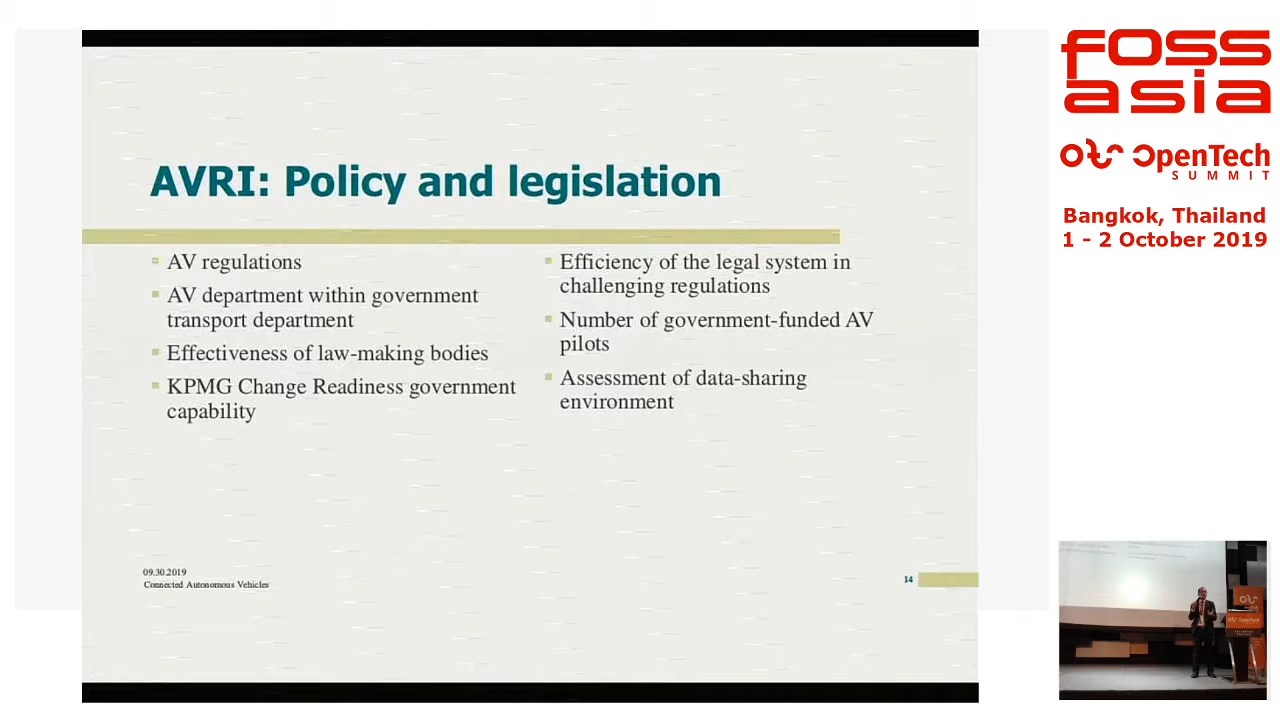 AVRI: Policy and legislation
AV regulations
AV department within government
transport department
Effectiveness of law-making bodies
KPMG Change Readiness government
capability
Efficiency of the legal system in
challenging regulations
Number of government-funded AV
pilots
Assessment of data-sharing
environment
09.30.2019
Connected Autonomous Vehicles
14
fOSS
asia
OpenTech
SUMMIT
Bangkok, Thailand
1 - 2 October 2019